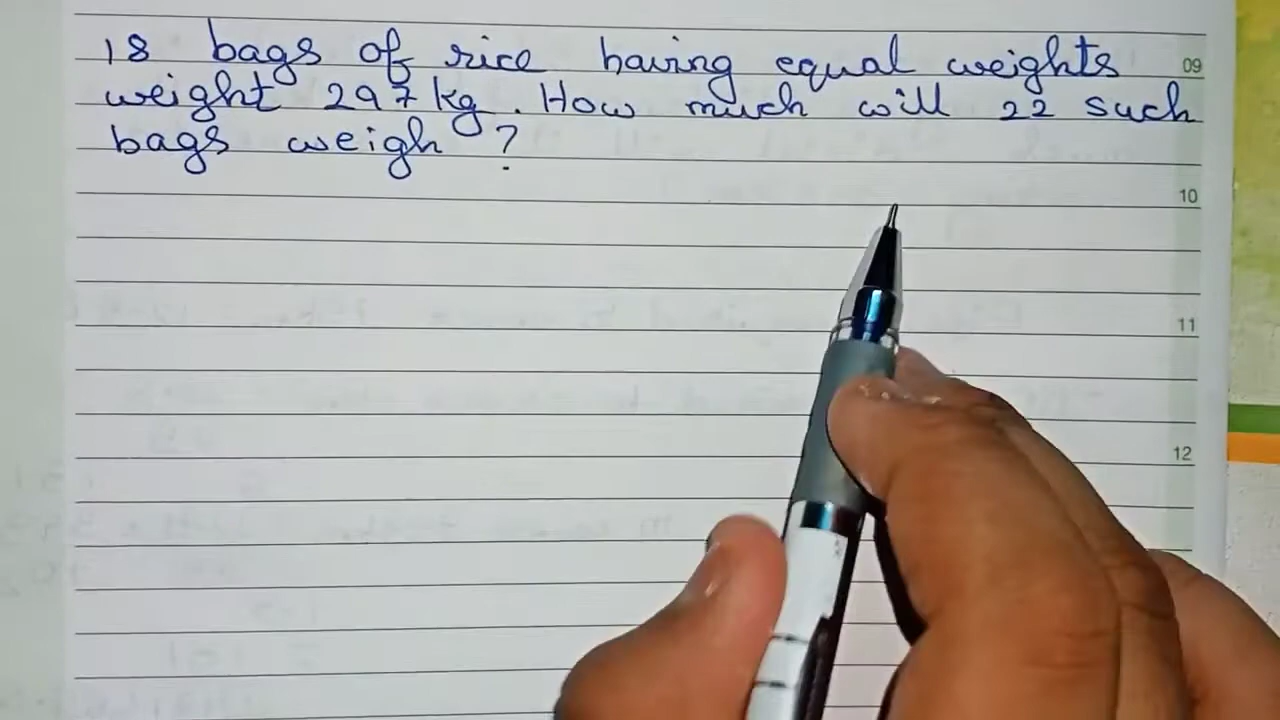 18 bags of rice having equal weights
weight 297 kg. How much will 22 such
bags weigh ?
09
10
11
12